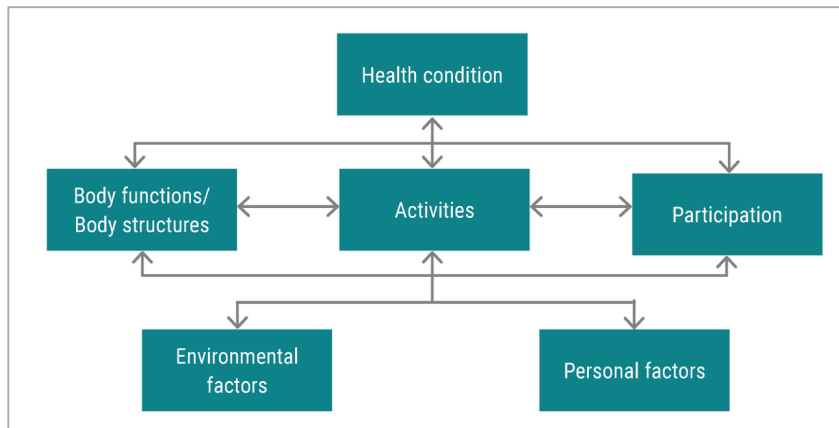 Health condition
Body functions/
Body structures
Activities
Participation
Environmental
factors
Personal factors